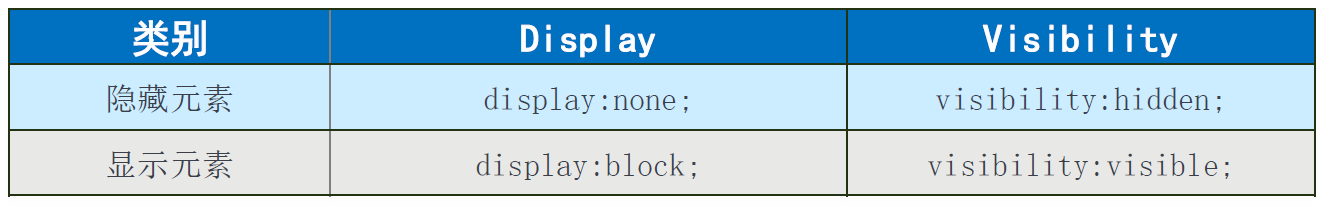 类别 Display Visibility
隐藏元素 display:none; visibility:hidden;
显示元素 display:block; visibility:visible;